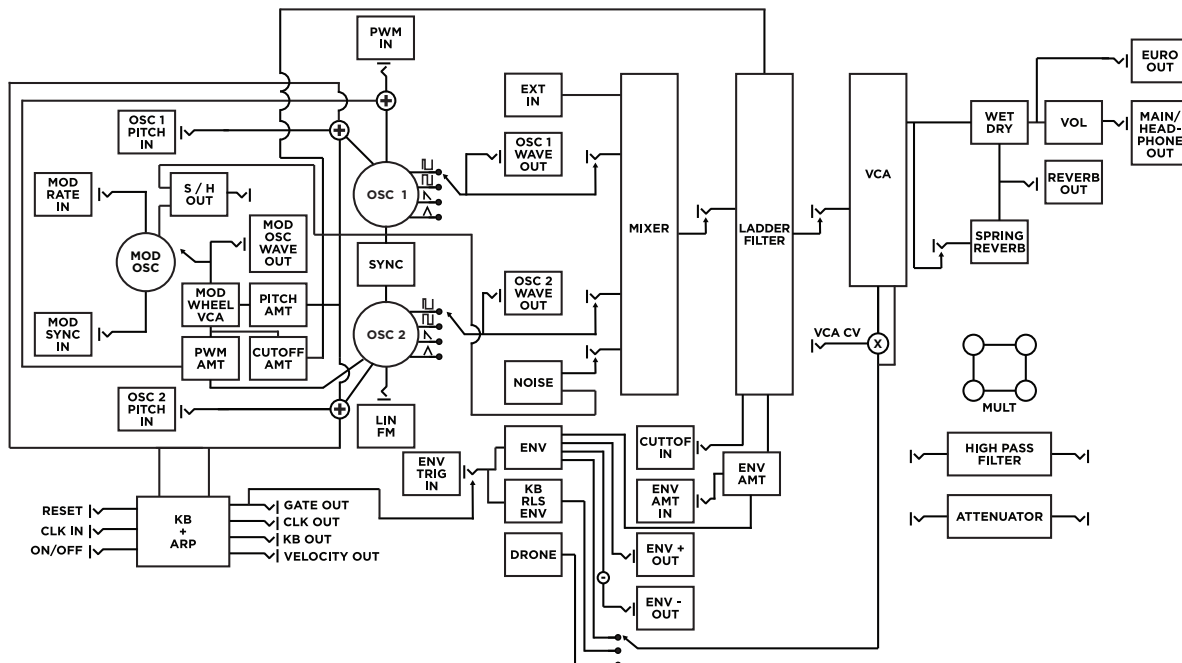 PWM
IN
OSC 1
PITCH
IN
MOD
RATE
IN
S / H
OUT
MOD
OSC
MOD
OSC
WAVE
OUT
MOD
WHEEL
VCA
PITCH
AMT
MOD
SYNC
IN
PWM
AMT
CUTOFF
AMT
OSC 2
PITCH
IN
+
+
+
OSC 1
SYNC
OSC 2
LIN
FM
EXT
IN
OSC 1
WAVE
OUT
OSC 2
WAVE
OUT
NOISE
MIXER
LADDER
FILTER
VCA
WET
DRY
VOL
EURO
OUT
MAIN/
HEAD-
PHONE
OUT
REVERB
OUT
SPRING
REVERB
VCA CV
X
MULT
HIGH PASS
FILTER
ATTENUATOR
ENV
TRIG
IN
ENV
KB
RLS
ENV
DRONE
CUTTOF
IN
ENV
AMT
IN
ENV
AMT
ENV +
OUT
-
ENV -
OUT
RESET
CLK IN
ON/OFF
KB
+
ARP
GATE OUT
CLK OUT
KB OUT
VELOCITY OUT